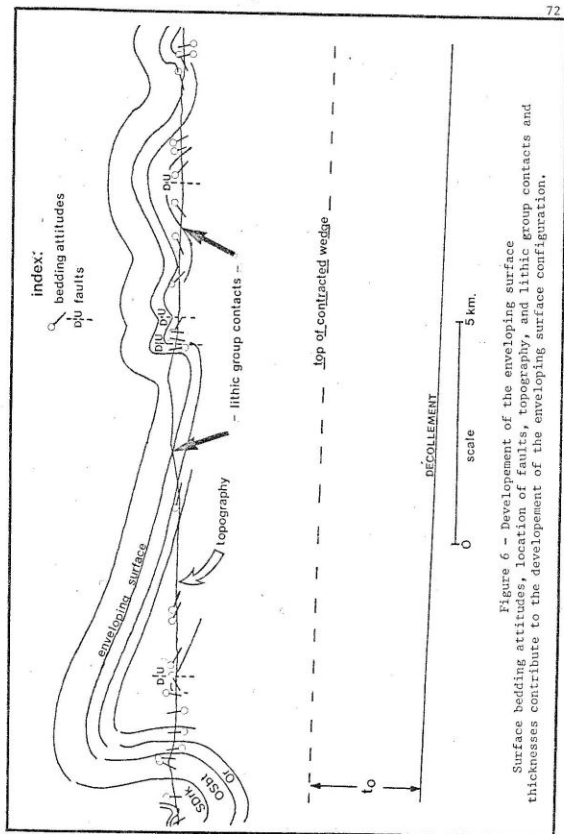 72
index:
bedding attitudes
D U faults
D U
D U
D U
D U
- lithic group contacts -
topography
enveloping surface
SDrk
OSbt
Or
top of contracted wedge
t₀
DÉCOLLEMENT
0 5 km.
scale
Figure 6 - Developement of the enveloping surface
Surface bedding attitudes, location of faults, topography, and lithic group contacts and
thicknesses contribute to the developement of the enveloping surface configuration.